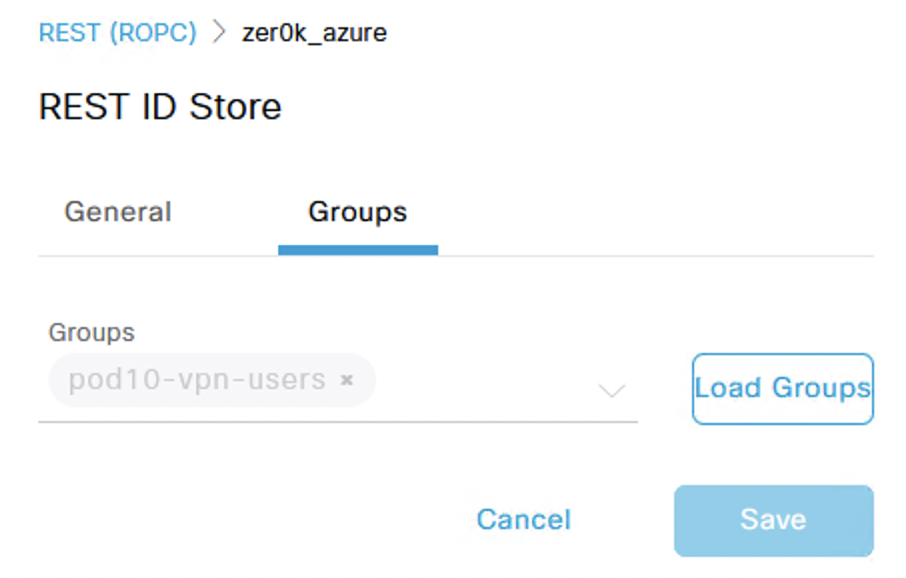 REST (ROPC) > zer0k_azure
REST ID Store
General Groups
Groups
pod10-vpn-users ×
Load Groups
Cancel Save